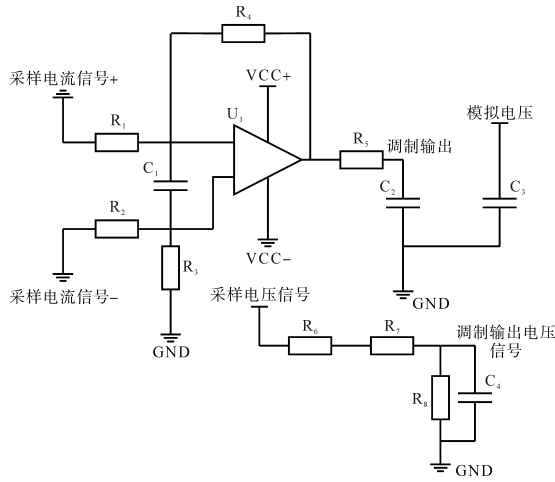 R4
采样电流信号+
VCC+
模拟电压
R1
U1
R5
调制输出
C1
C2
C3
R2
R3
VCC−
采样电流信号−
采样电压信号
GND
GND
R6
R7
调制输出电压
信号
R8
C4
GND